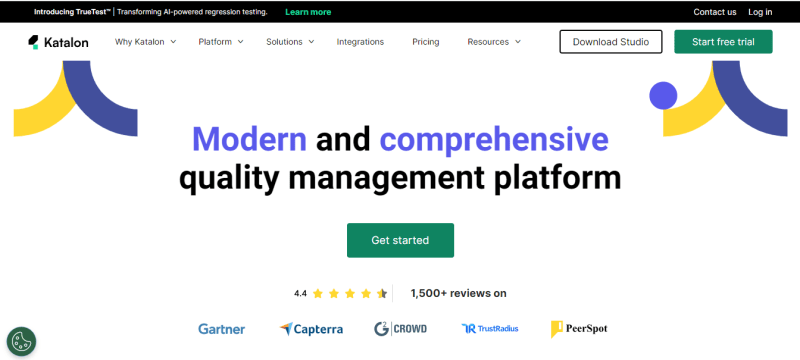 Introducing TrueTest™ | Transforming AI-powered regression testing. Learn more Contact us Log in
Katalon Why Katalon Platform Solutions Integrations Pricing Resources Download Studio Start free trial
Modern and comprehensive
quality management platform
Get started
4.4 1,500+ reviews on
Gartner Capterra G2 CROWD TR TrustRadius PeerSpot